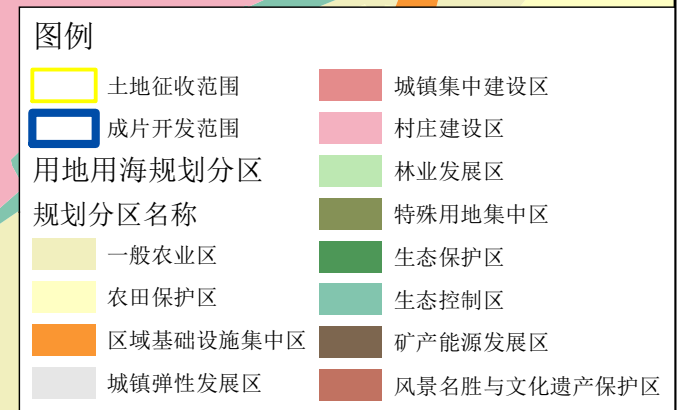 图例
土地征收范围
成片开发范围
用地用海规划分区
规划分区名称
一般农业区
农田保护区
区域基础设施集中区
城镇弹性发展区
城镇集中建设区
村庄建设区
林业发展区
特殊用地集中区
生态保护区
生态控制区
矿产能源发展区
风景名胜与文化遗产保护区